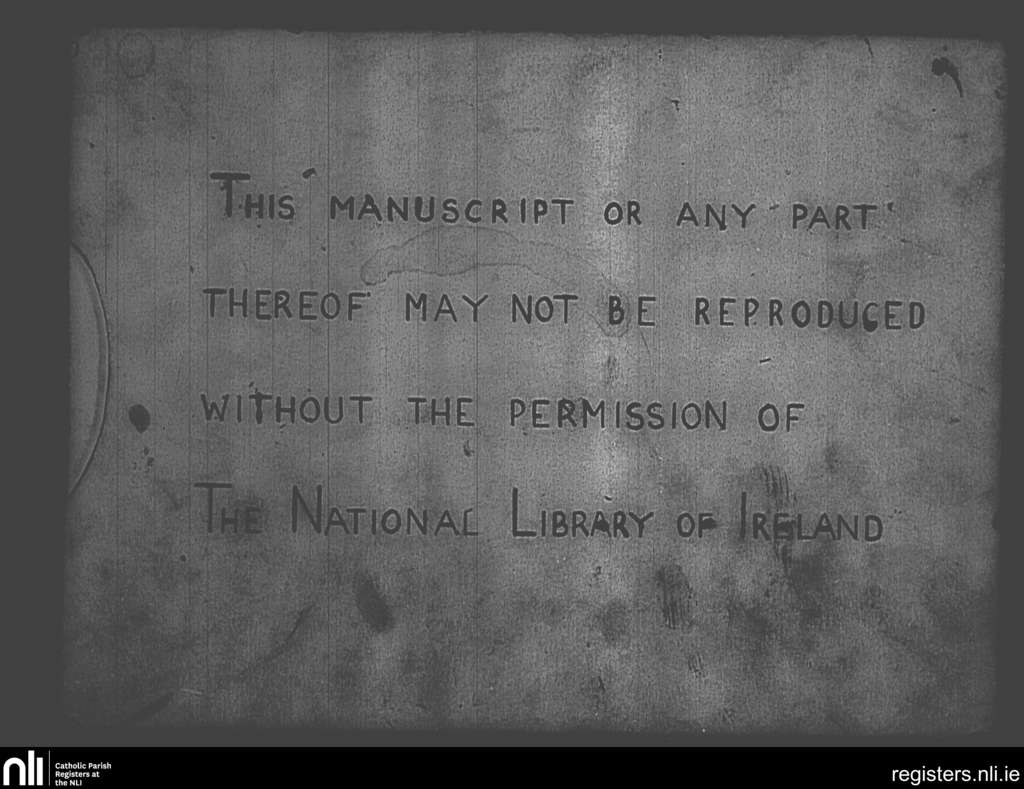 This manuscript or any part
thereof may not be reproduced
without the permission of
The National Library of Ireland
nli
Catholic Parish
Registers at
the NLI
registers.nli.ie